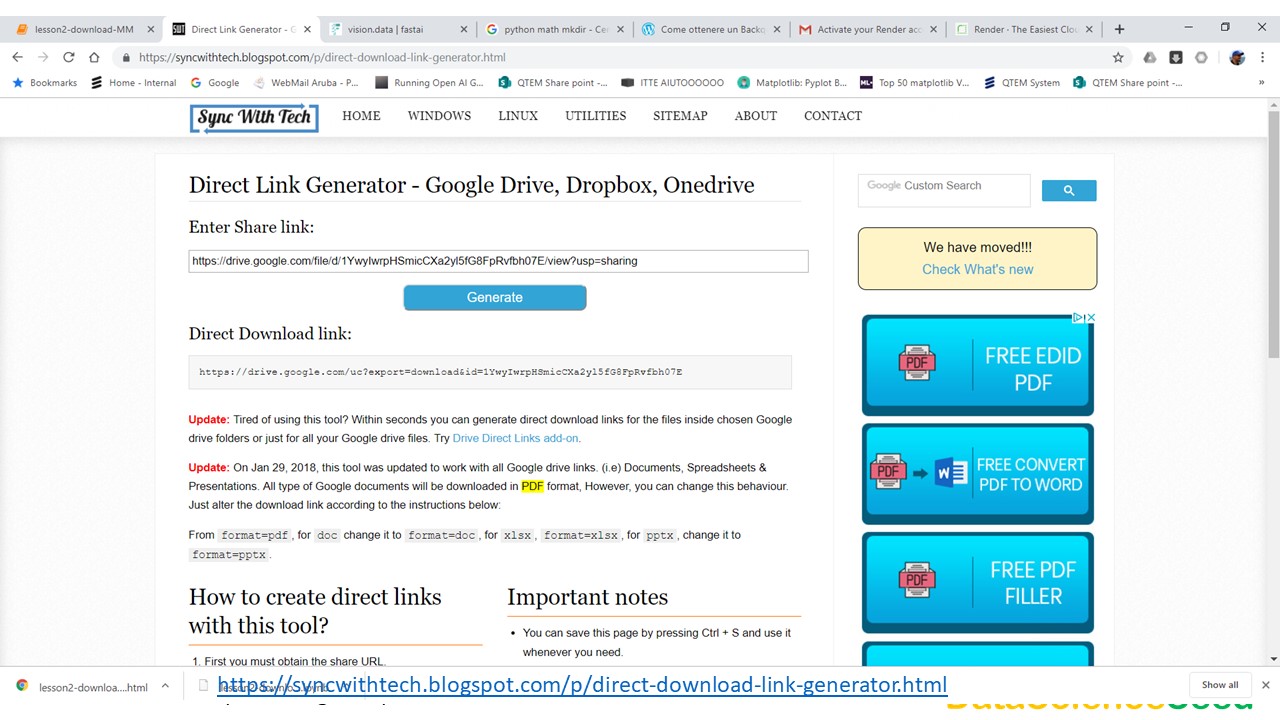 lesson2-download-MM
Direct Link Generator - G
vision.data | fastai
python math mkdir - Ce
Come ottenere un Back
Activate your Render acc
Render · The Easiest Clo
https://syncwithtech.blogspot.com/p/direct-download-link-generator.html
Bookmarks
Home - Internal
Google
WebMail Aruba - P...
Running Open AI G...
QTEM Share point -...
ITTE AIUTOOOOOO
Matplotlib: Pyplot B...
Top 50 matplotlib V...
QTEM System
QTEM Share point -...
Sync With Tech
HOME
WINDOWS
LINUX
UTILITIES
SITEMAP
ABOUT
CONTACT
Direct Link Generator - Google Drive, Dropbox, Onedrive
Enter Share link:
https://drive.google.com/file/d/1YwyIwrpHSmicCXa2yl5fG8FpRvfbh07E/view?usp=sharing
Generate
Direct Download link:
https://drive.google.com/uc?export=download&id=1YwyIwrpHSmicCXa2yl5fG8FpRvfbh07E
Update: Tired of using this tool? Within seconds you can generate direct download links for the files inside chosen Google
drive folders or just for all your Google drive files. Try Drive Direct Links add-on.
Update: On Jan 29, 2018, this tool was updated to work with all Google drive links. (i.e) Documents, Spreadsheets &
Presentations. All type of Google documents will be downloaded in PDF format, However, you can change this behaviour.
Just alter the download link according to the instructions below:
From format=pdf, for doc change it to format=doc, for xlsx, format=xlsx, for pptx, change it to
format=pptx.
How to create direct links
with this tool?
1. First you must obtain the share URL.
Important notes
• You can save this page by pressing Ctrl + S and use it
whenever you need.
Google Custom Search
We have moved!!!
Check What's new
PDF
FREE EDID
PDF
PDF
W
FREE CONVERT
PDF TO WORD
PDF
FREE PDF
FILLER
lesson2-downloa....html
https://syncwithtech.blogspot.com/p/direct-download-link-generator.html
Show all